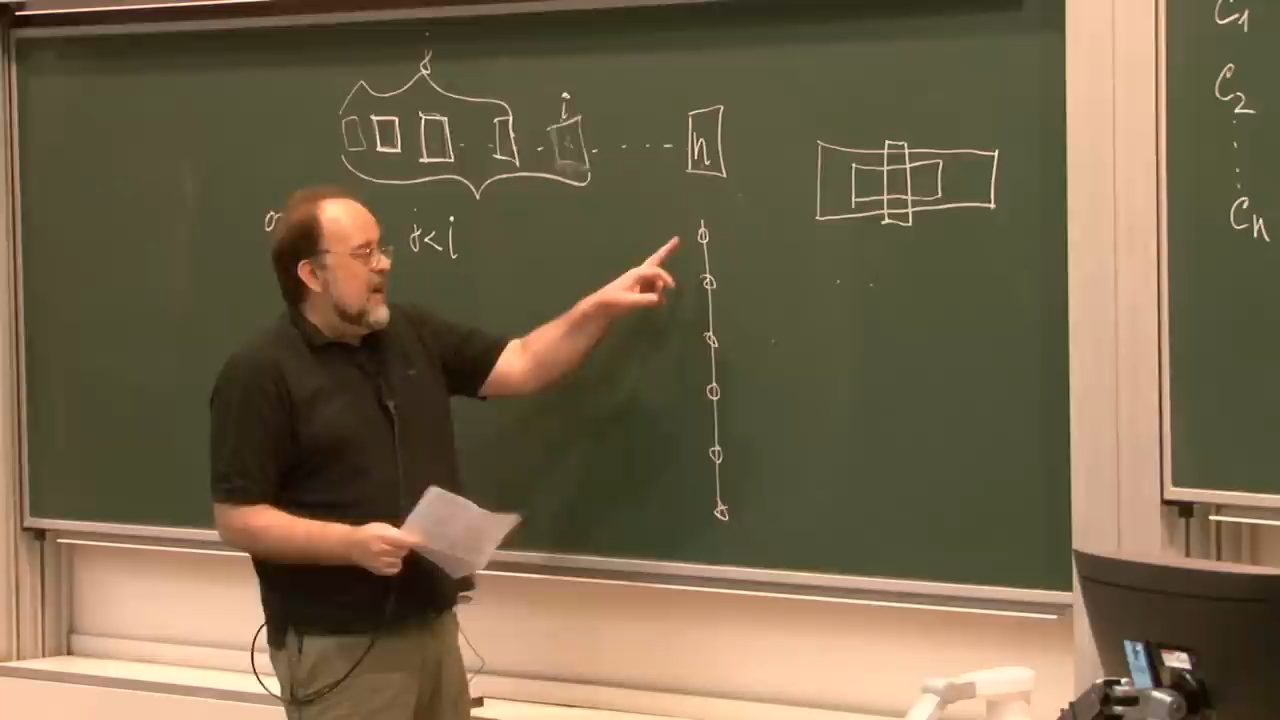 j
i
n
j < i
C₁
C₂
⋮
Cₙ